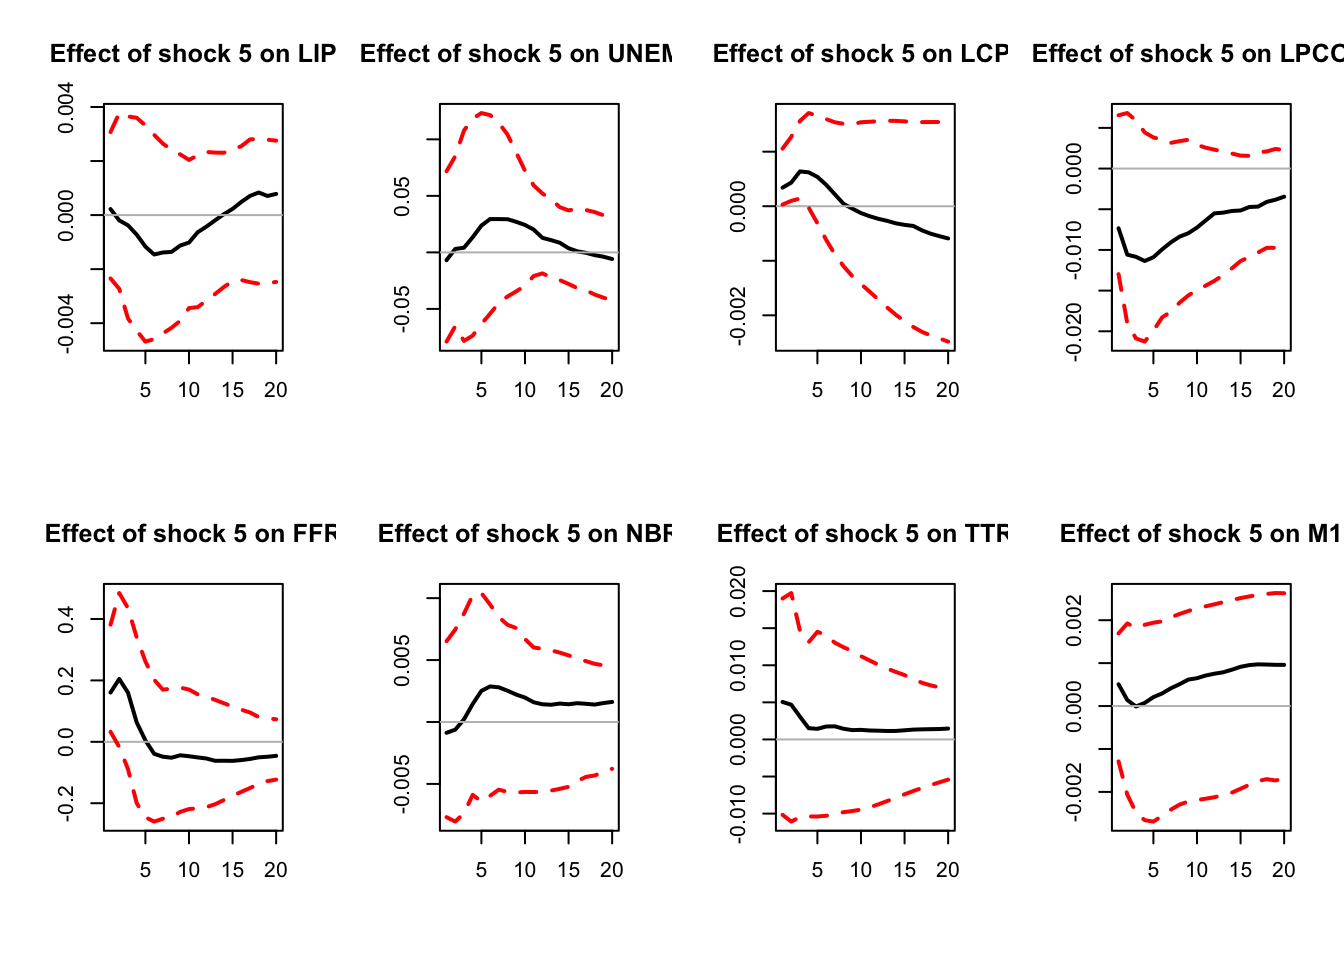 Effect of shock 5 on LIP
Effect of shock 5 on UNEM
Effect of shock 5 on LCP
Effect of shock 5 on LPCO
0.004
0.000
-0.004
5 10 15 20
0.05
-0.05
5 10 15 20
0.000
-0.002
5 10 15 20
0.000
-0.010
-0.020
5 10 15 20
Effect of shock 5 on FFR
Effect of shock 5 on NBR
Effect of shock 5 on TTR
Effect of shock 5 on M1
0.4
0.2
0.0
-0.2
5 10 15 20
0.005
-0.005
5 10 15 20
0.020
0.010
0.000
-0.010
5 10 15 20
0.002
0.000
-0.002
5 10 15 20